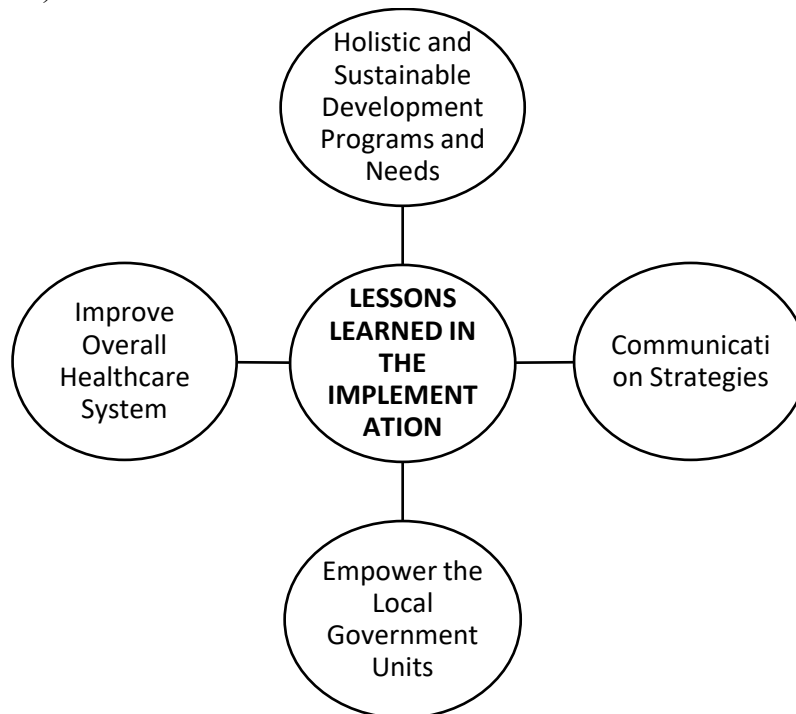 Holistic and
Sustainable
Development
Programs and
Needs
Improve
Overall
Healthcare
System
LESSONS
LEARNED IN
THE
IMPLEMENT
ATION
Communicati
on Strategies
Empower the
Local
Government
Units